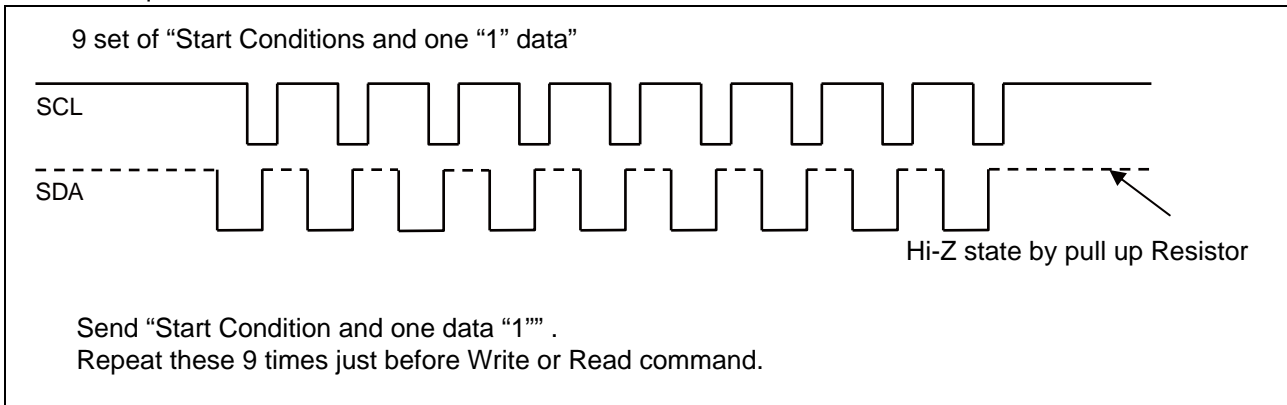 9 set of “Start Conditions and one “1” data”
SCL
SDA
Hi-Z state by pull up Resistor
Send “Start Condition and one data “1”” .
Repeat these 9 times just before Write or Read command.